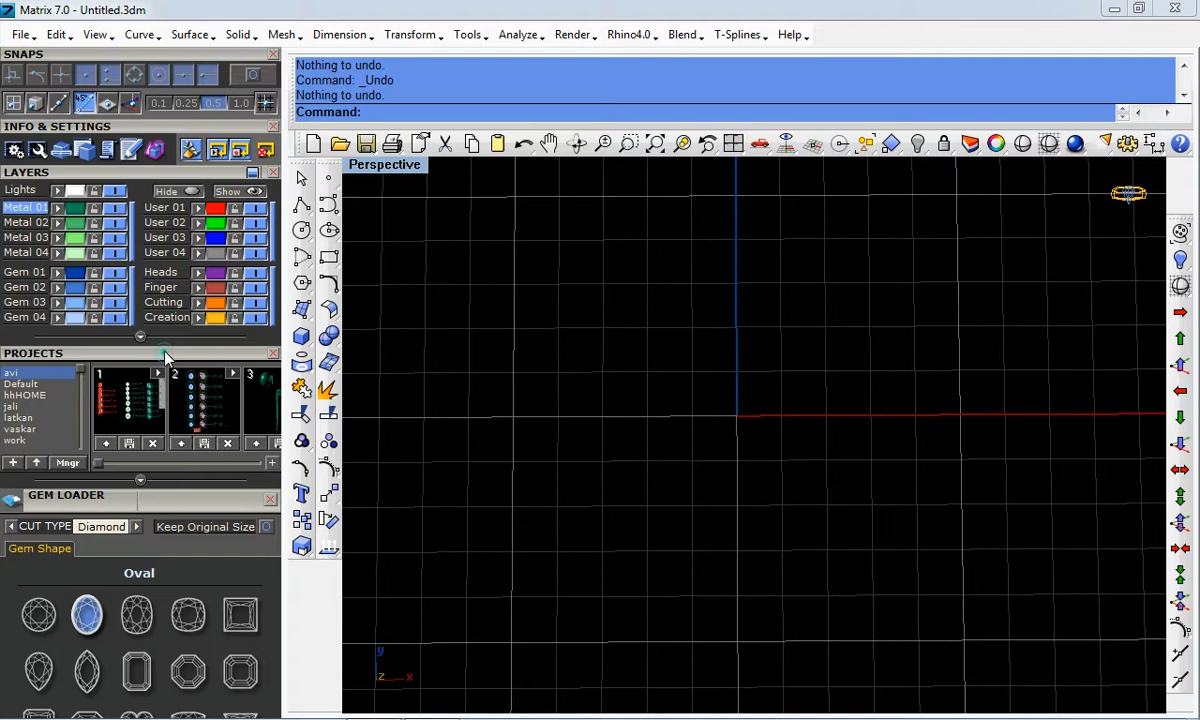 Matrix 7.0 - Untitled.3dm
File Edit View Curve Surface Solid Mesh Dimension Transform Tools Analyze Render Rhino4.0 Blend T-Splines Help
SNAPS
45°
0.1 0.25 0.5 1.0
INFO & SETTINGS
LAYERS
Lights Hide Show
Metal 01 User 01
Metal 02 User 02
Metal 03 User 03
Metal 04 User 04
Gem 01 Heads
Gem 02 Finger
Gem 03 Cutting
Gem 04 Creation
PROJECTS
avi
Default
hhHOME
jali
latkan
vaskar
work
1 2 3
+ Mngr +
GEM LOADER
CUT TYPE Diamond Keep Original Size
Gem Shape
Oval
Nothing to undo.
Command: _Undo
Nothing to undo.
Command:
Perspective
y
z x